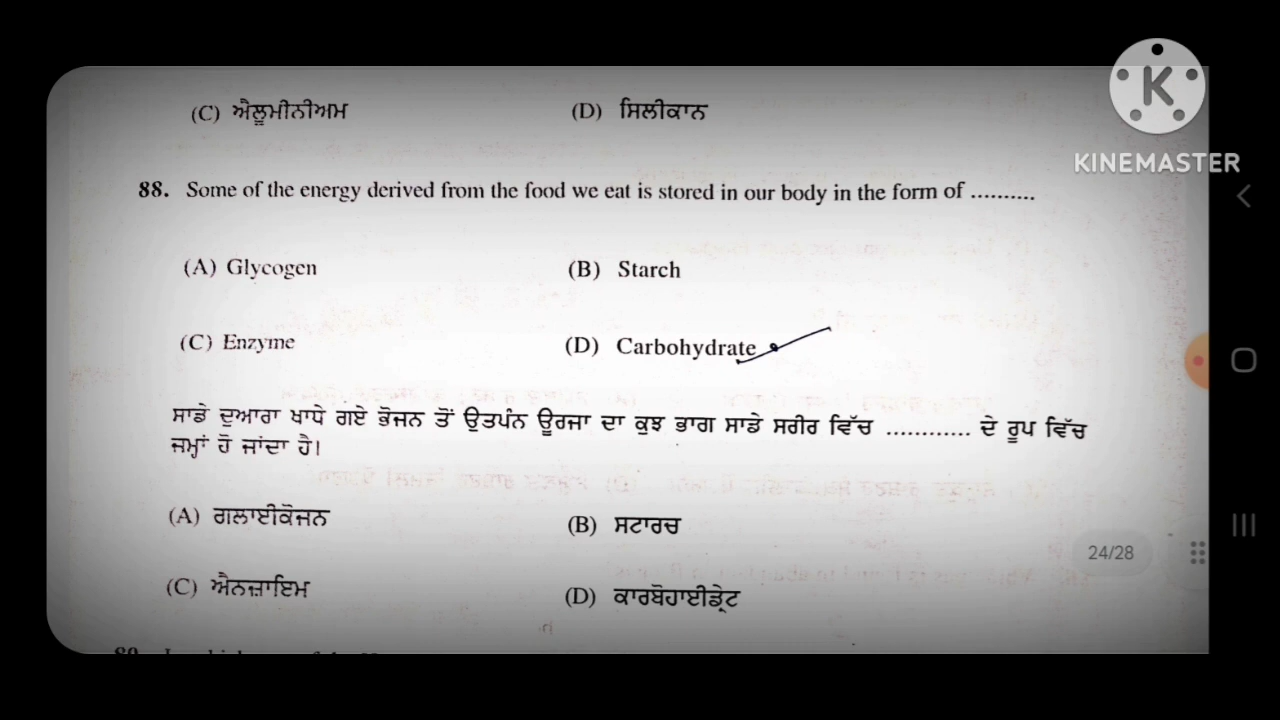 (C) ਐਲੂਮੀਨੀਅਮ (D) ਸਿਲੀਕਾਨ
K
KINEMASTER
88. Some of the energy derived from the food we eat is stored in our body in the form of ..........
(A) Glycogen (B) Starch
(C) Enzyme (D) Carbohydrate
ਸਾਡੇ ਦੁਆਰਾ ਖਾਧੇ ਗਏ ਭੋਜਨ ਤੋਂ ਉਤਪੰਨ ਊਰਜਾ ਦਾ ਕੁਝ ਭਾਗ ਸਾਡੇ ਸਰੀਰ ਵਿੱਚ ............. ਦੇ ਰੂਪ ਵਿੱਚ
ਜਮ੍ਹਾਂ ਹੋ ਜਾਂਦਾ ਹੈ।
(A) ਗਲਾਈਕੋਜਨ (B) ਸਟਾਰਚ
24/28
(C) ਐਨਜ਼ਾਇਮ (D) ਕਾਰਬੋਹਾਈਡ੍ਰੇਟ